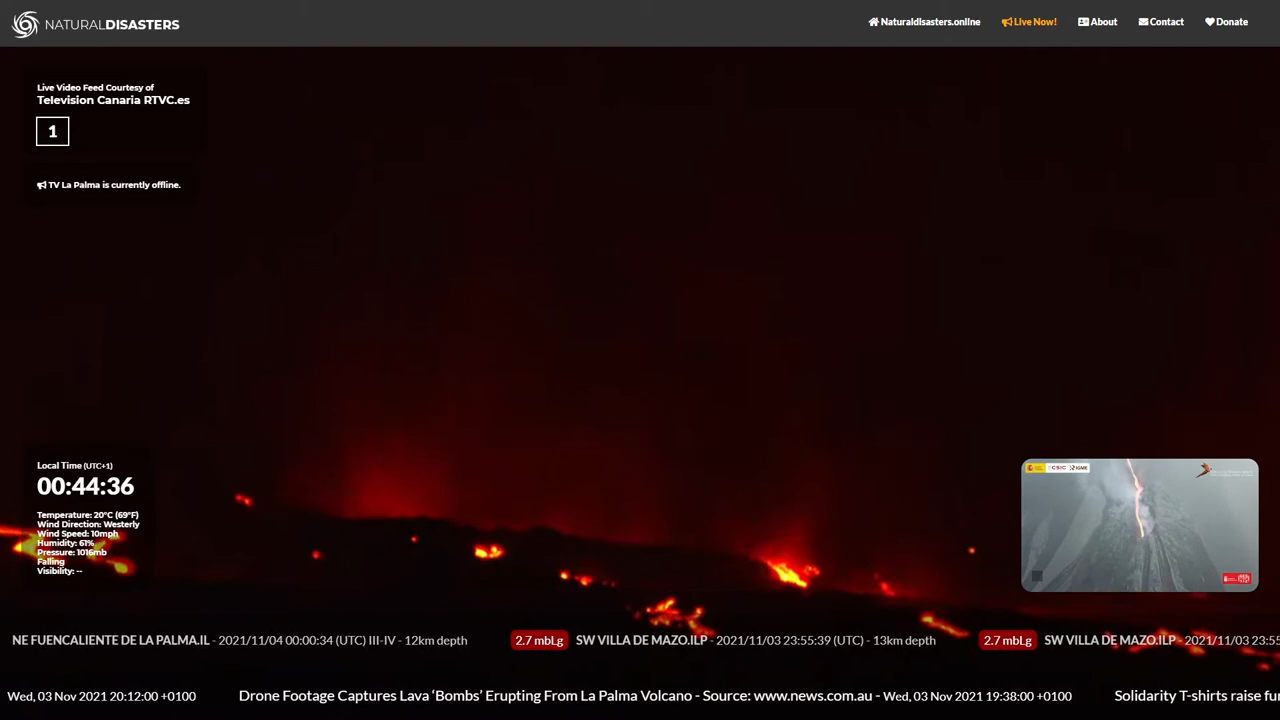 NATURALDISASTERS
Naturaldisasters.online
Live Now!
About
Contact
Donate
Live Video Feed Courtesy of
Television Canaria RTVC.es
1
TV La Palma is currently offline.
Local Time (UTC+1)
00:44:36
Temperature: 20°C (69°F)
Wind Direction: Westerly
Wind Speed: 10mph
Humidity: 61%
Pressure: 1016mb
Falling
Visibility: --
CSIC
IGME
NE FUENCALIENTE DE LA PALMA.IL - 2021/11/04 00:00:34 (UTC) III-IV - 12km depth 2.7 mbLg SW VILLA DE MAZO.ILP - 2021/11/03 23:55:39 (UTC) - 13km depth 2.7 mbLg SW VILLA DE MAZO.ILP - 2021/11/03 23:55
Wed, 03 Nov 2021 20:12:00 +0100 Drone Footage Captures Lava ‘Bombs’ Erupting From La Palma Volcano - Source: www.news.com.au - Wed, 03 Nov 2021 19:38:00 +0100 Solidarity T-shirts raise